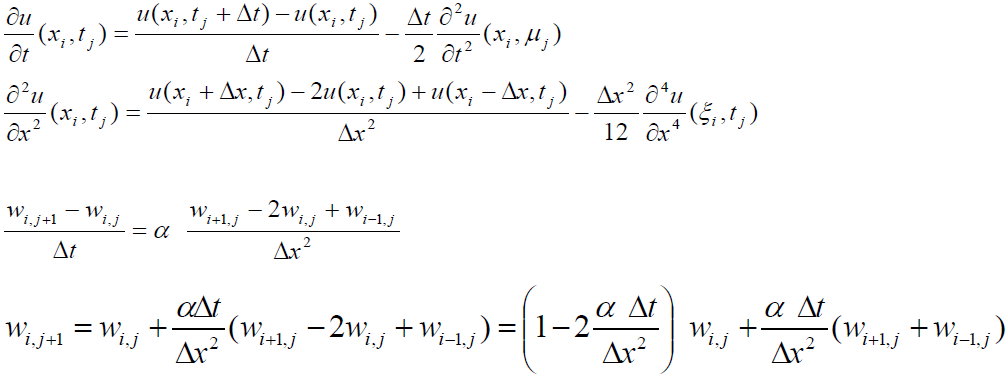 ∂u/∂t (x_i, t_j) = (u(x_i, t_j + Δt) − u(x_i, t_j))/Δt − Δt/2 ∂²u/∂t² (x_i, μ_j)
∂²u/∂x² (x_i, t_j) = (u(x_i + Δx, t_j) − 2u(x_i, t_j) + u(x_i − Δx, t_j))/Δx² − Δx²/12 ∂⁴u/∂x⁴ (ξ_i, t_j)
(w_{i,j+1} − w_{i,j})/Δt = α (w_{i+1,j} − 2w_{i,j} + w_{i−1,j})/Δx²
w_{i,j+1} = w_{i,j} + αΔt/Δx² (w_{i+1,j} − 2w_{i,j} + w_{i−1,j}) = (1 − 2 α Δt/Δx²) w_{i,j} + α Δt/Δx² (w_{i+1,j} + w_{i−1,j})